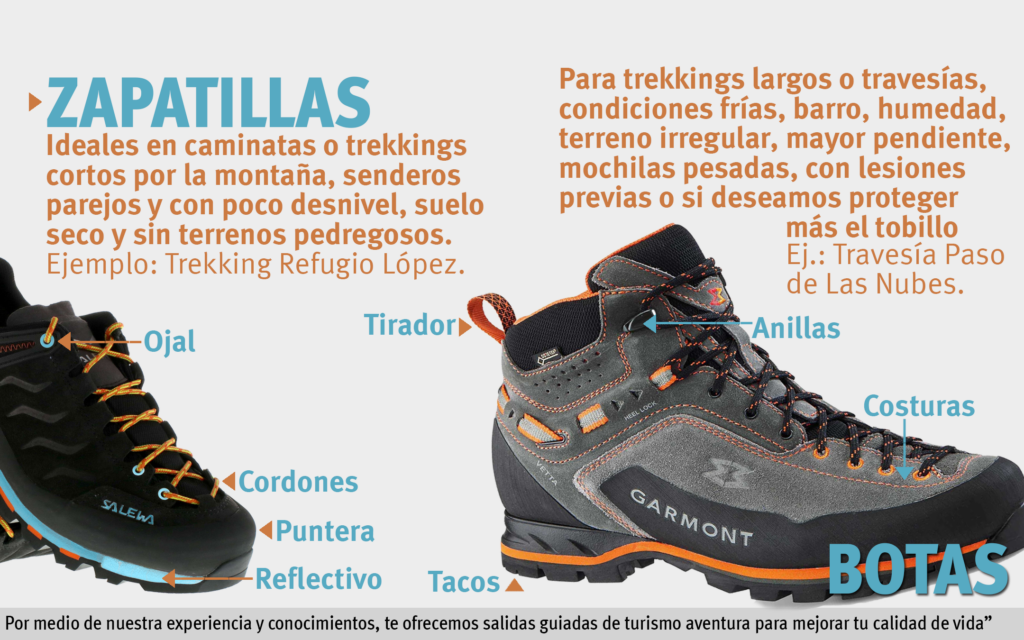 ZAPATILLAS
Ideales en caminatas o trekkings
cortos por la montaña, senderos
parejos y con poco desnivel, suelo
seco y sin terrenos pedregosos.
Ejemplo: Trekking Refugio López.
Para trekkings largos o travesías,
condiciones frías, barro, humedad,
terreno irregular, mayor pendiente,
mochilas pesadas, con lesiones
previas o si deseamos proteger
más el tobillo
Ej.: Travesía Paso
de Las Nubes.
Ojal
Cordones
Puntera
Reflectivo
SALEWA
Tirador
Anillas
Costuras
Tacos
HEEL LOCK
VETTA
GARMONT
BOTAS
Por medio de nuestra experiencia y conocimientos, te ofrecemos salidas guiadas de turismo aventura para mejorar tu calidad de vida”